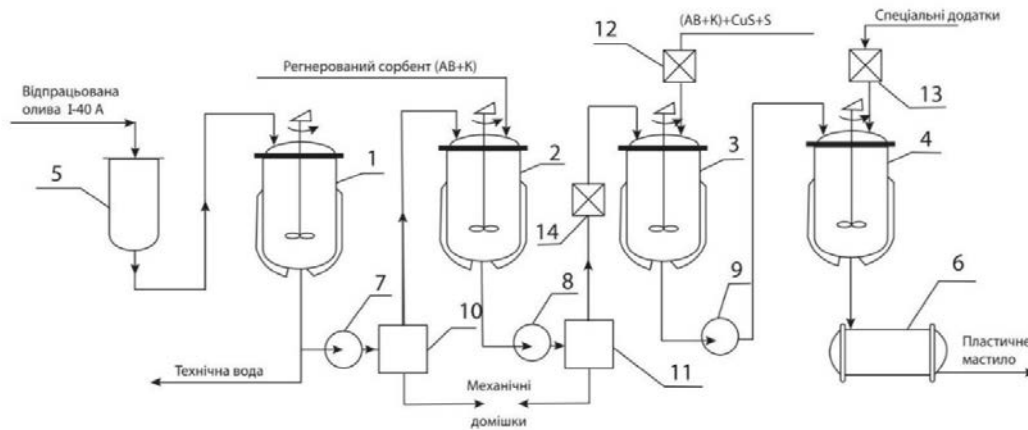 (АВ+К)+CuS+S
Спеціальні додатки
12
13
Регнерований сорбент (АВ+К)
Відпрацьована
олива І-40 А
5
1
2
3
4
14
7
8
9
6
10
11
Технічна вода
Механічні
домішки
Пластичне
мастило